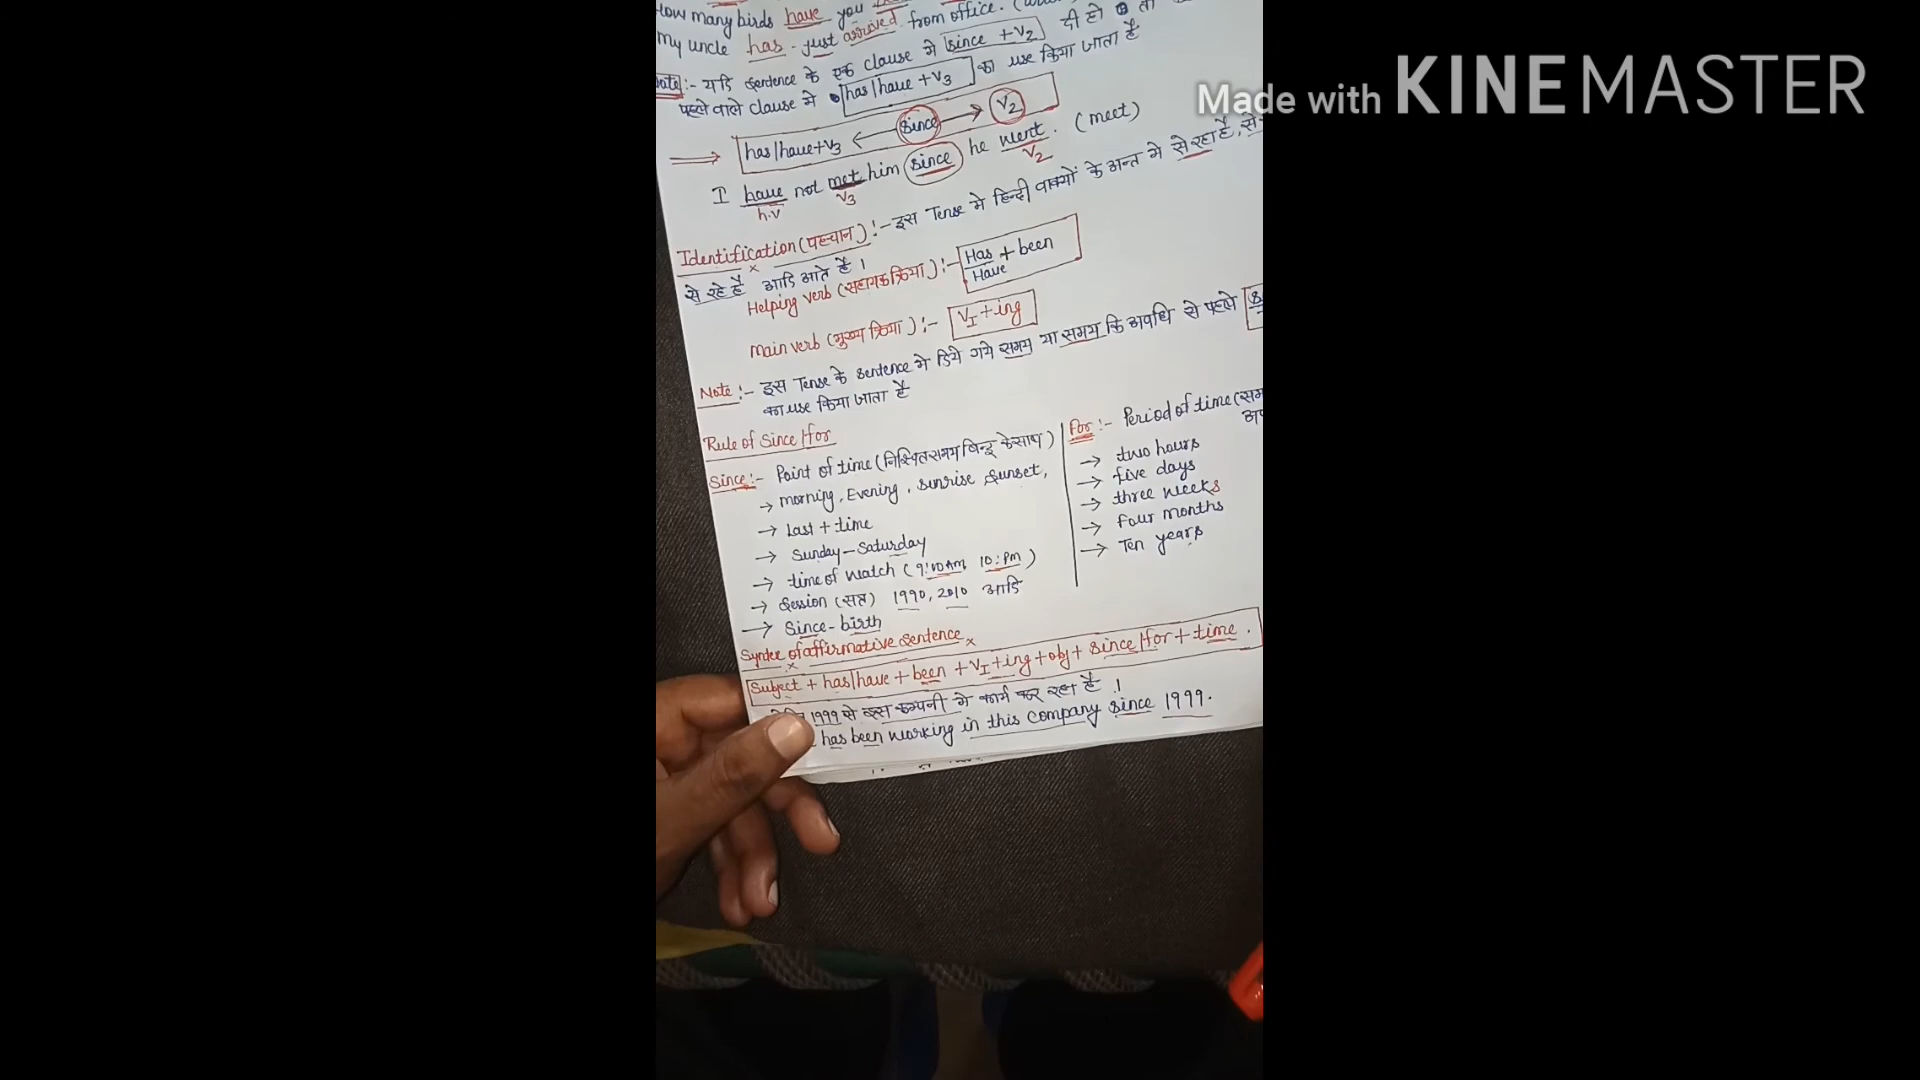 How many birds have you
My uncle has - just arrived from office.
Note :- यदि sentence के एक clause मे since + V2 दी हो तो
पहले वाले clause मे has/have + V3 का use किया जाता है
has/have+V3 since V2
I have not met him since he went. (meet)
h.v V3 V2
Identification (पहचान) :- इस Tense मे हिन्दी वाक्यों के अन्त मे से रहा है, से
से रहे है आदि आते है ।
Helping verb (सहायक क्रिया) :- Has/Have + been
Main verb (मुख्य क्रिया) :- VI + ing
Note :- इस Tense के sentence मे दिये गये समय या समय कि अवधि से पहले
का use किया जाता है
Rule of Since/for
Since :- Point of time (निश्चित समय बिन्दू के साथ)
→ morning, Evening, sunrise, sunset,
→ Last + time
→ Sunday - Saturday
→ time of watch (9:00 AM, 10: PM)
→ Session (सत्र) 1990, 2010 आदि
→ Since - birth
For :- Period of time
→ two hours
→ five days
→ three weeks
→ four months
→ Ten years
of affirmative sentence
Subject + has/have + been + VI + ing + obj + since/for + time.
1999 से इस कम्पनी मे कार्य कर रहा है ।
has been working in this company since 1999.
Made with KINEMASTER